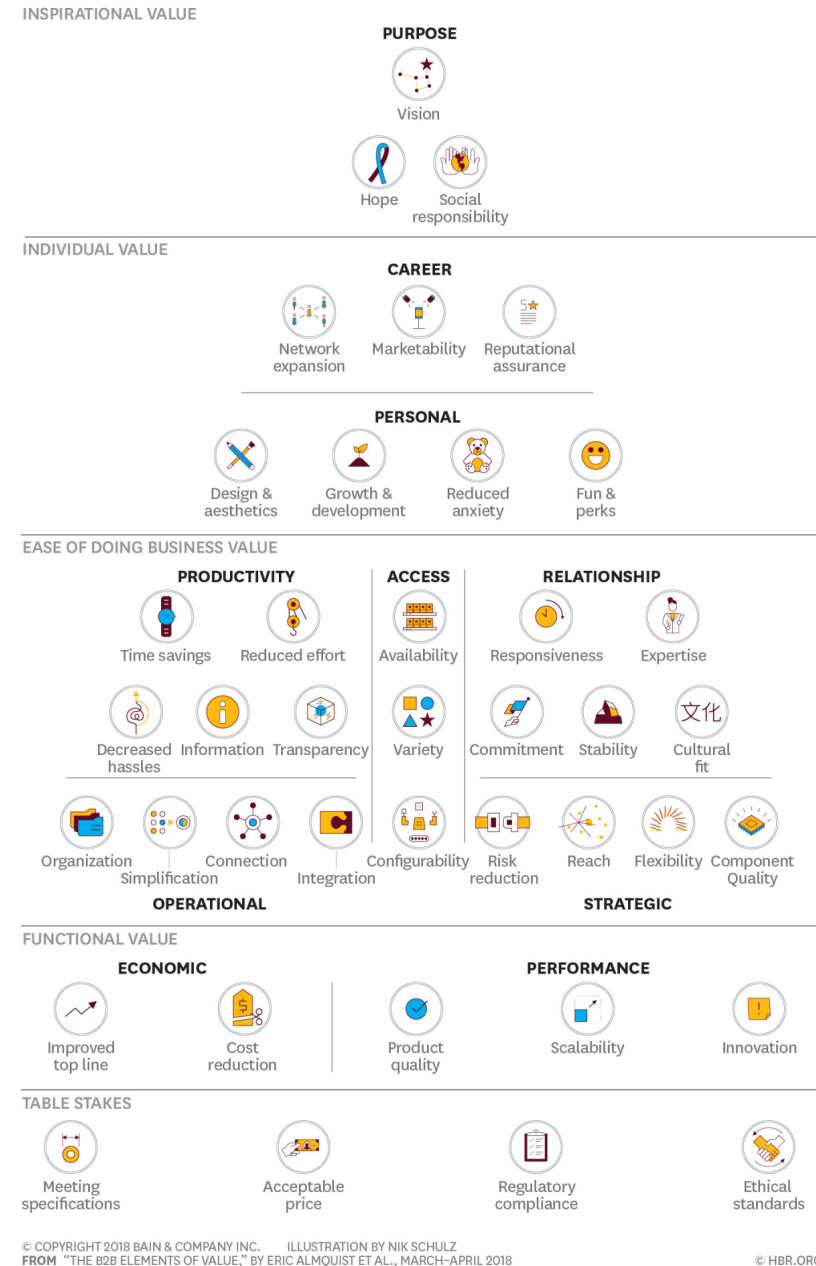 INSPIRATIONAL VALUE
PURPOSE
Vision
Hope
Social
responsibility
INDIVIDUAL VALUE
CAREER
Network
expansion
Marketability
Reputational
assurance
5
PERSONAL
Design &
aesthetics
Growth &
development
Reduced
anxiety
Fun &
perks
EASE OF DOING BUSINESS VALUE
PRODUCTIVITY
Time savings
Reduced effort
Decreased
hassles
i
Information
Transparency
ACCESS
Availability
Variety
Configurability
RELATIONSHIP
Responsiveness
Expertise
Commitment
Stability
文化
Cultural
fit
Organization
Simplification
Connection
Integration
OPERATIONAL
Risk
reduction
Reach
Flexibility
Component
Quality
STRATEGIC
FUNCTIONAL VALUE
ECONOMIC
Improved
top line
$
Cost
reduction
PERFORMANCE
Product
quality
Scalability
!
Innovation
TABLE STAKES
Meeting
specifications
Acceptable
price
Regulatory
compliance
Ethical
standards
© COPYRIGHT 2018 BAIN & COMPANY INC. ILLUSTRATION BY NIK SCHULZ
FROM “THE B2B ELEMENTS OF VALUE,” BY ERIC ALMQUIST ET AL., MARCH–APRIL 2018
© HBR.ORG